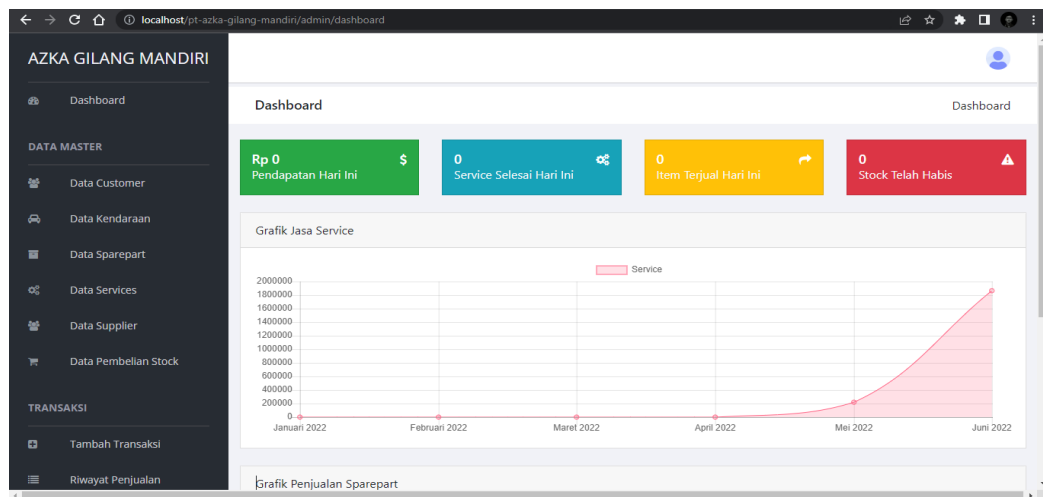 localhost/pt-azka-gilang-mandiri/admin/dashboard
AZKA GILANG MANDIRI
Dashboard
DATA MASTER
Data Customer
Data Kendaraan
Data Sparepart
Data Services
Data Supplier
Data Pembelian Stock
TRANSAKSI
Tambah Transaksi
Riwayat Penjualan
Dashboard
Dashboard
Rp 0
Pendapatan Hari Ini
0
Service Selesai Hari Ini
0
Item Terjual Hari Ini
0
Stock Telah Habis
Grafik Jasa Service
Service
2000000
1800000
1600000
1400000
1200000
1000000
800000
600000
400000
200000
0
Januari 2022 Februari 2022 Maret 2022 April 2022 Mei 2022 Juni 2022
Grafik Penjualan Sparepart